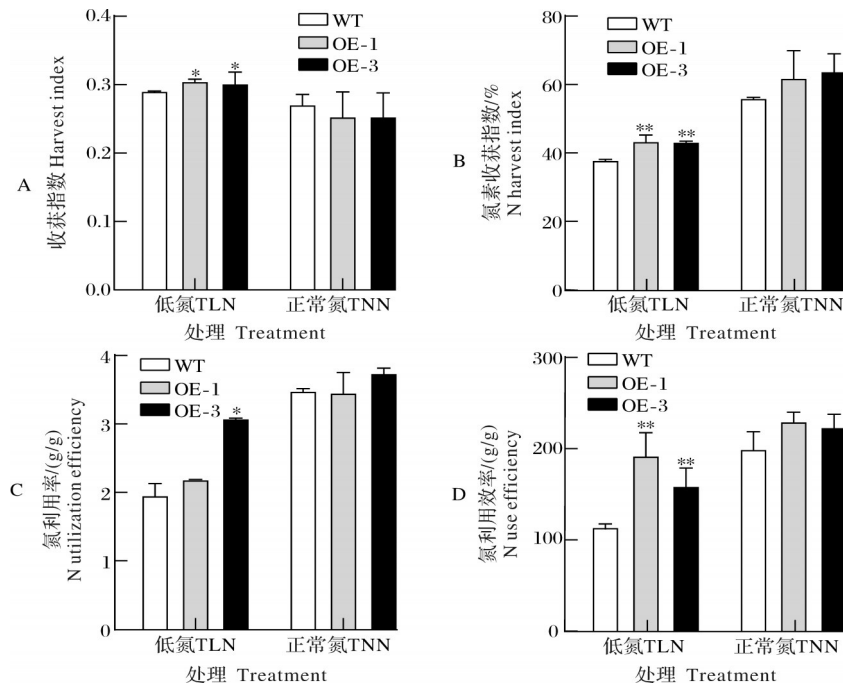 A
收获指数 Harvest index
0.4
0.3
0.2
0.1
0.0
WT
OE-1
OE-3
*
*
低氮TLN
正常氮TNN
处理 Treatment
B
氮素收获指数/%
N harvest index
80
60
40
20
0
WT
OE-1
OE-3
**
**
低氮TLN
正常氮TNN
处理 Treatment
C
氮利用率/(g/g)
N utilization efficiency
4
3
2
1
0
WT
OE-1
OE-3
*
低氮TLN
正常氮TNN
处理 Treatment
D
氮利用效率/(g/g)
N use efficiency
300
200
100
0
WT
OE-1
OE-3
**
**
低氮TLN
正常氮TNN
处理 Treatment